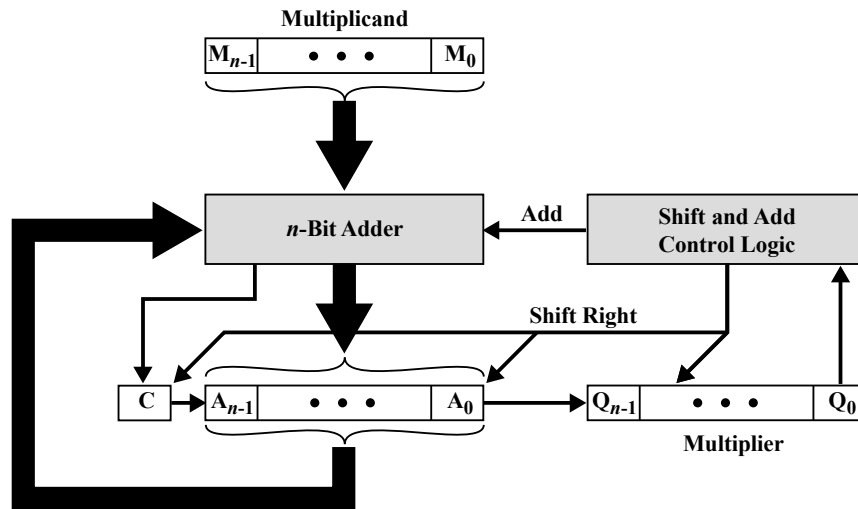 Multiplicand
Mn-1 • • • M0
n-Bit Adder
Add
Shift and Add
Control Logic
Shift Right
C
An-1 • • • A0
Qn-1 • • • Q0
Multiplier